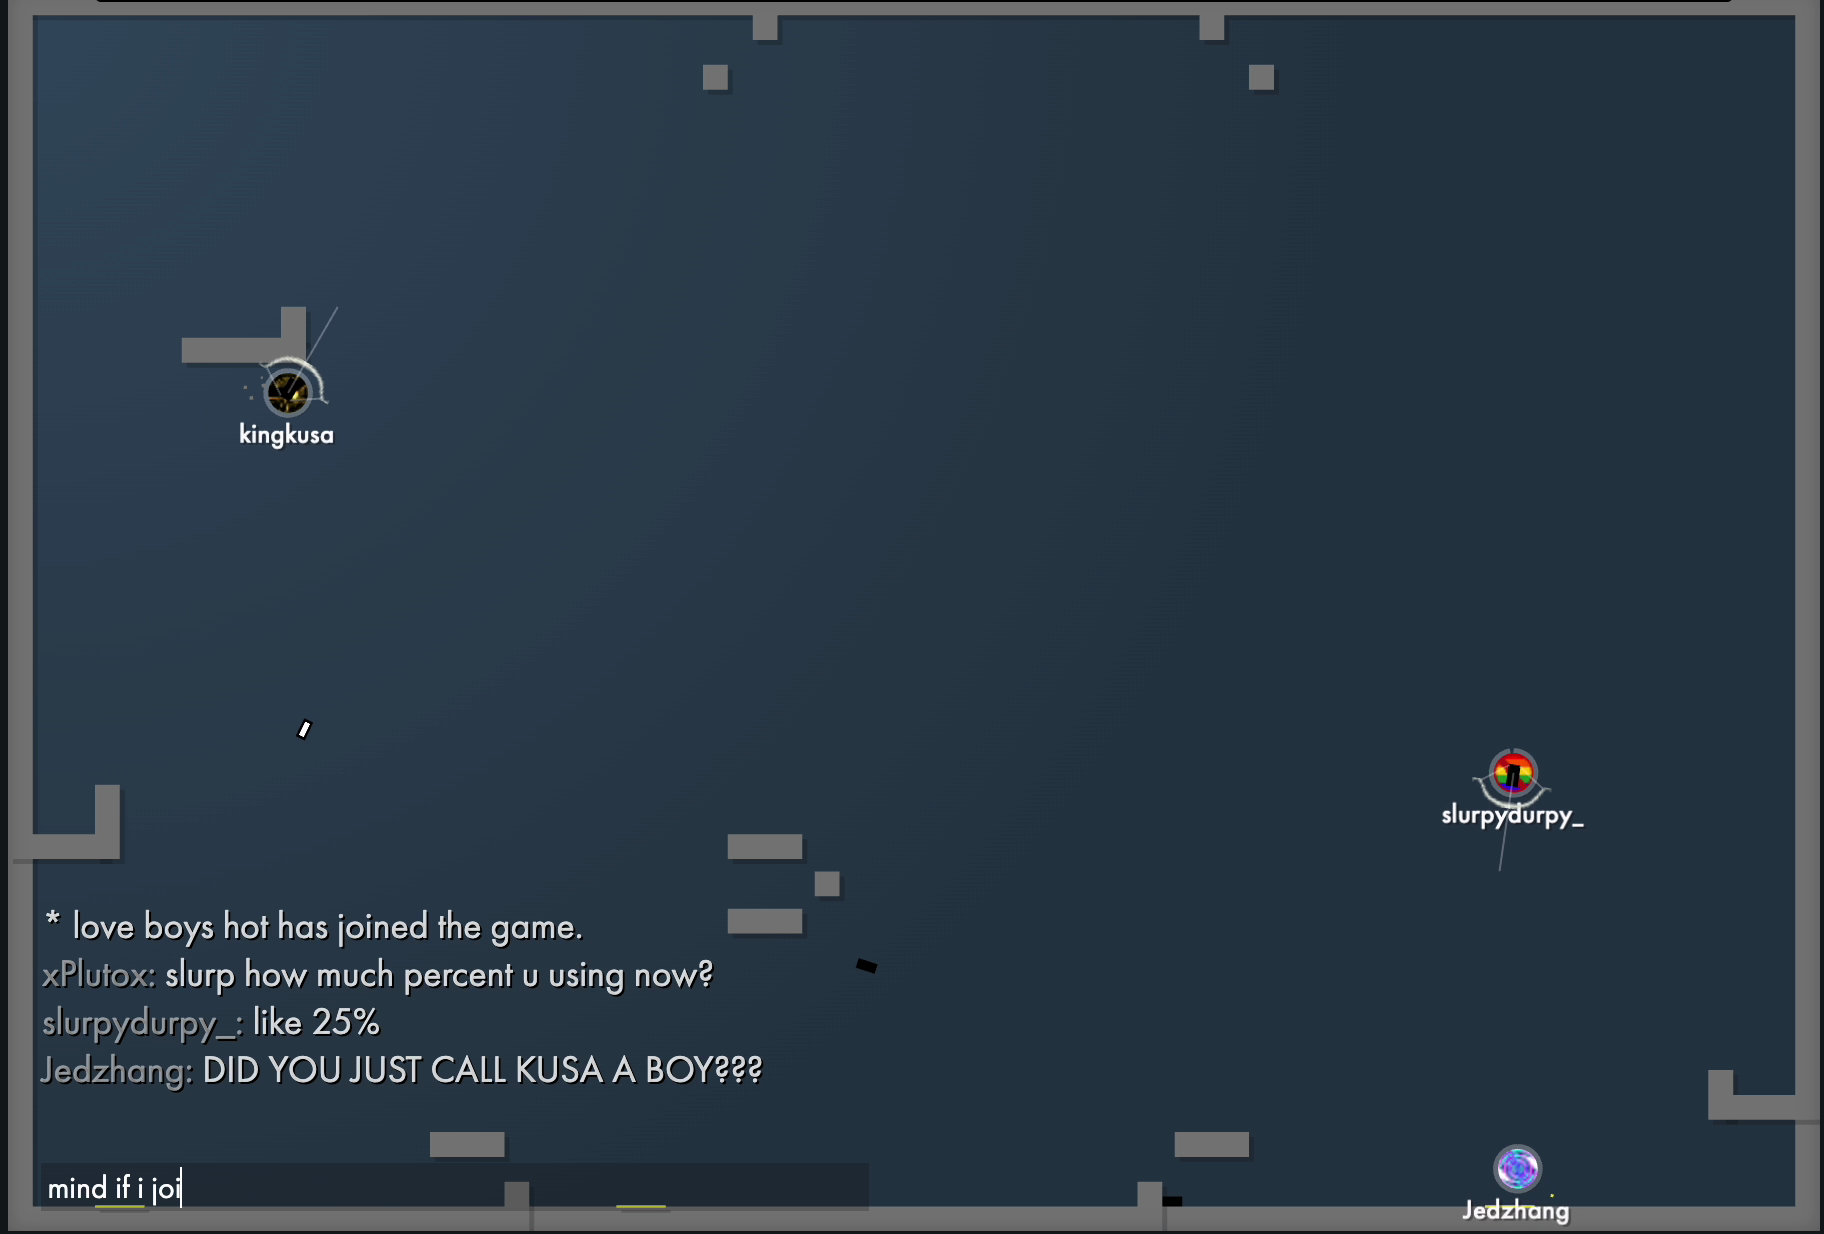 kingkusa
slurpydurpy_
* love boys hot has joined the game.
xPlutox: slurp how much percent u using now?
slurpydurpy_: like 25%
Jedzhang: DID YOU JUST CALL KUSA A BOY???
mind if i joi
Jedzhang